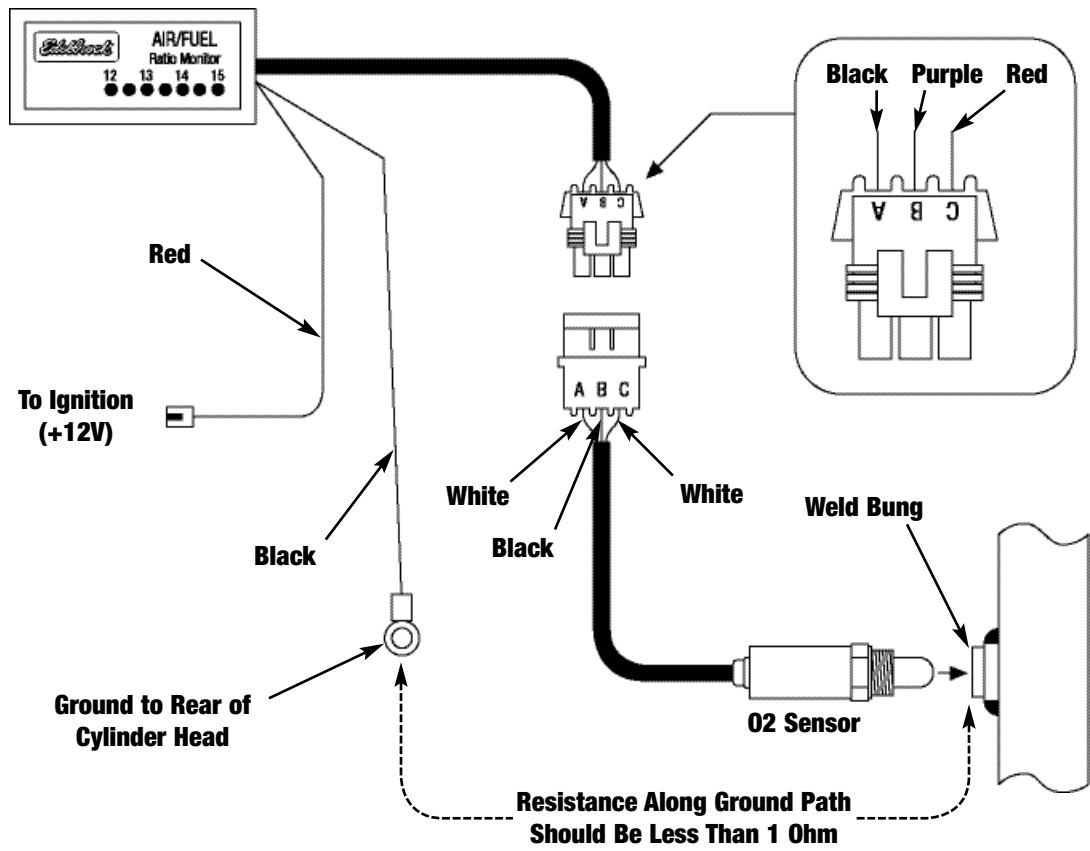 Edelbrock
AIR/FUEL
Ratio Monitor
12 13 14 15
Black Purple Red
A B C
A B C
Red
To Ignition
(+12V)
A B C
White
White
Black
Black
Weld Bung
Ground to Rear of
Cylinder Head
O2 Sensor
Resistance Along Ground Path
Should Be Less Than 1 Ohm